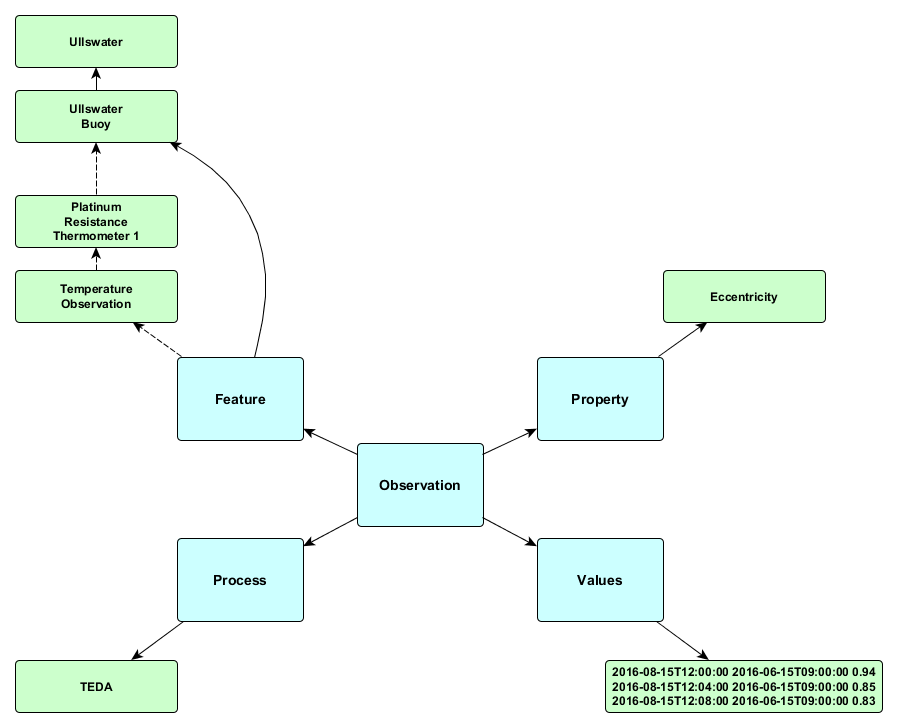 Ullswater
Ullswater
Buoy
Platinum
Resistance
Thermometer 1
Temperature
Observation
Eccentricity
Feature
Property
Observation
Process
Values
TEDA
2016-08-15T12:00:00 2016-06-15T09:00:00 0.94
2016-08-15T12:04:00 2016-06-15T09:00:00 0.85
2016-08-15T12:08:00 2016-06-15T09:00:00 0.83